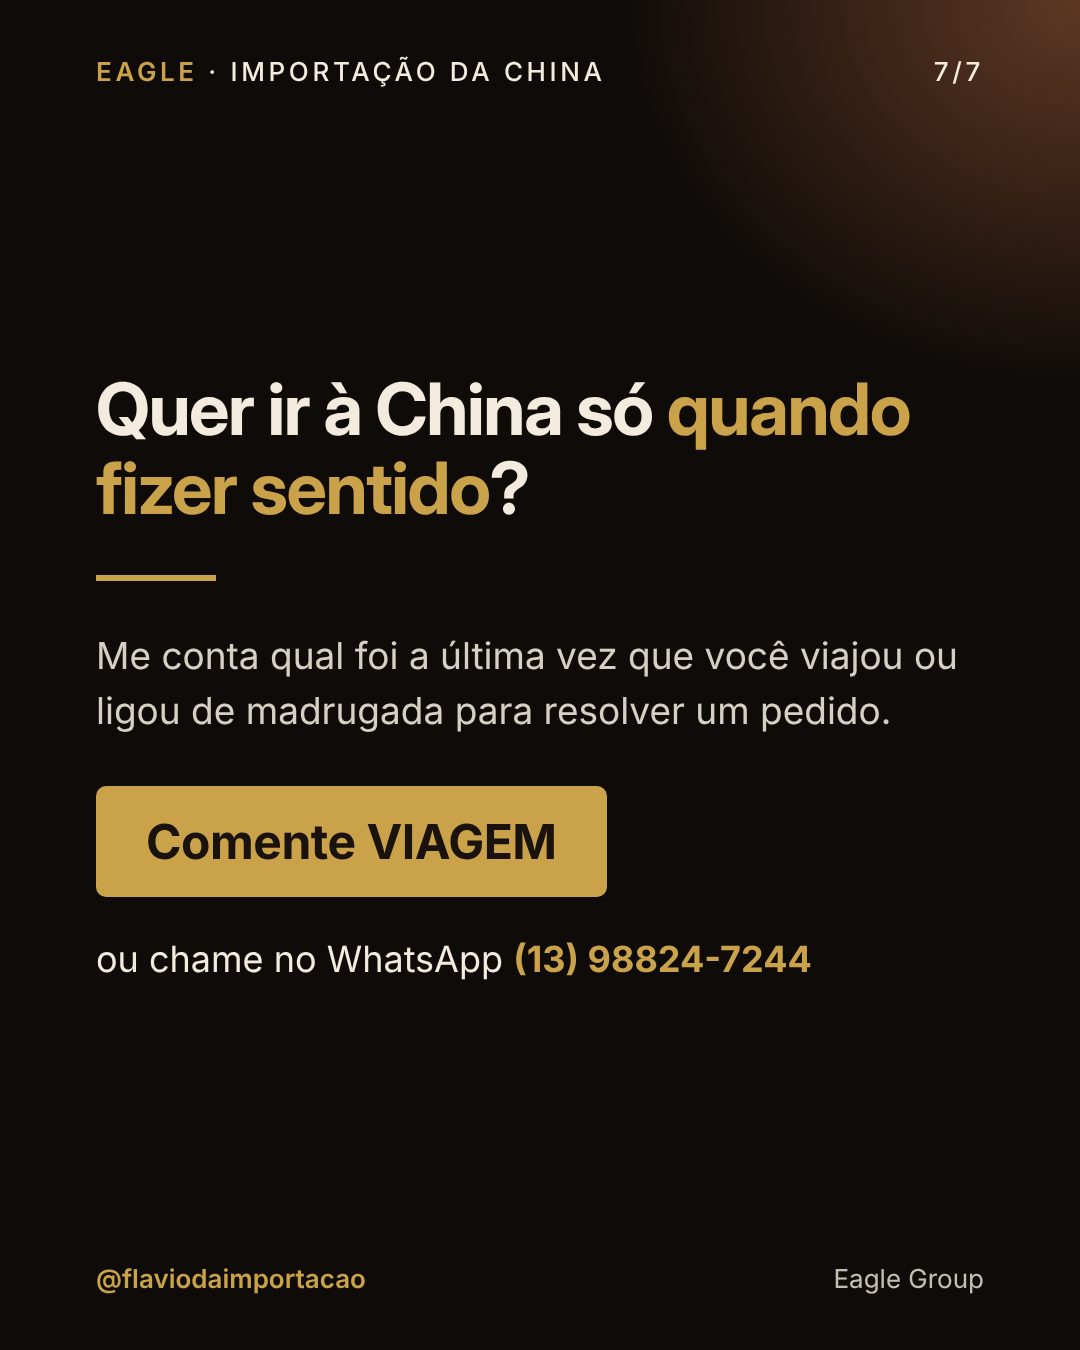 EAGLE · IMPORTAÇÃO DA CHINA
7/7
Quer ir à China só quando
fizer sentido?
Me conta qual foi a última vez que você viajou ou
ligou de madrugada para resolver um pedido.
Comente VIAGEM
ou chame no WhatsApp (13) 98824-7244
@flaviodaimportacao
Eagle Group